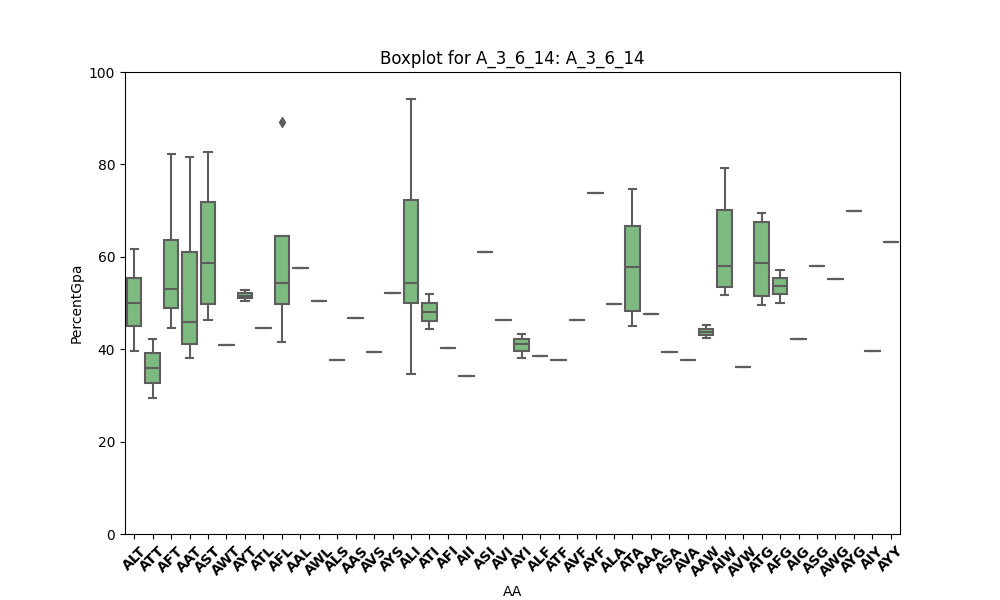 Boxplot for A_3_6_14: A_3_6_14
100
80
60
40
20
0
PercentGpa
ALT ATT AFT AAT AST AWT AYT ATL AFL AAL AWL ALS AAS AVS AYS ALI ATI AFI AII ASI AVI AYI ALF ATF AVF AYF ALA ATA AAA ASA AVA AAW AIW AVW ATG AFG AIG ASG AWG AYG AIY AYY
AA